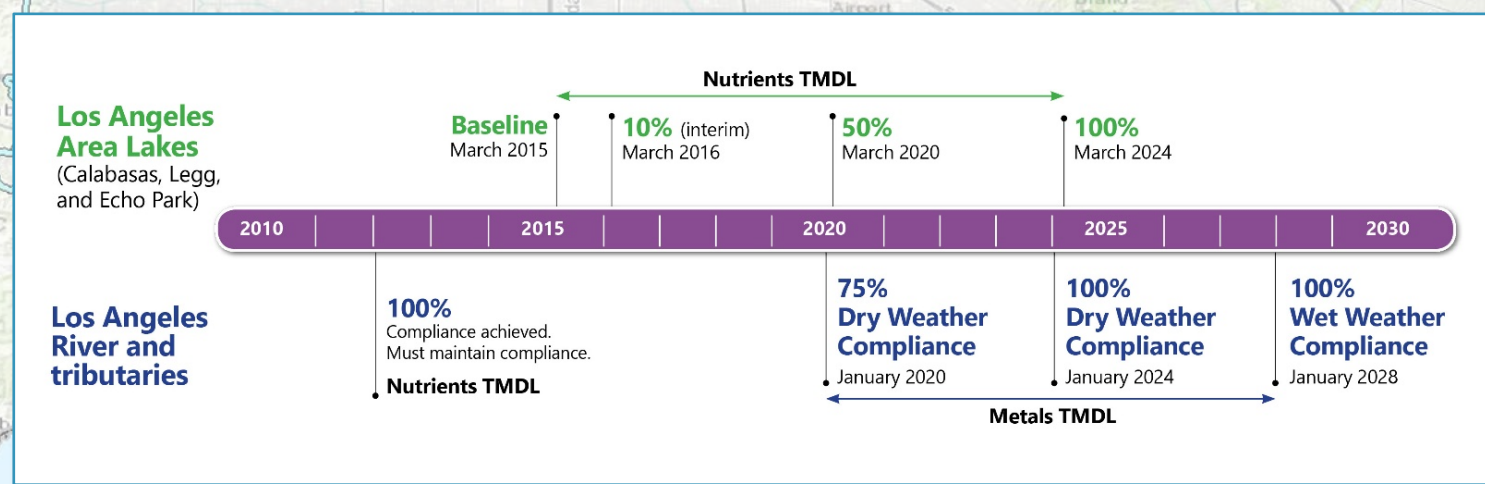 Airport
Nutrients TMDL
Los Angeles
Area Lakes
(Calabasas, Legg,
and Echo Park)
Baseline
March 2015
10% (interim)
March 2016
50%
March 2020
100%
March 2024
2010
2015
2020
2025
2030
Los Angeles
River and
tributaries
100%
Compliance achieved.
Must maintain compliance.
Nutrients TMDL
75%
Dry Weather
Compliance
January 2020
100%
Dry Weather
Compliance
January 2024
100%
Wet Weather
Compliance
January 2028
Metals TMDL